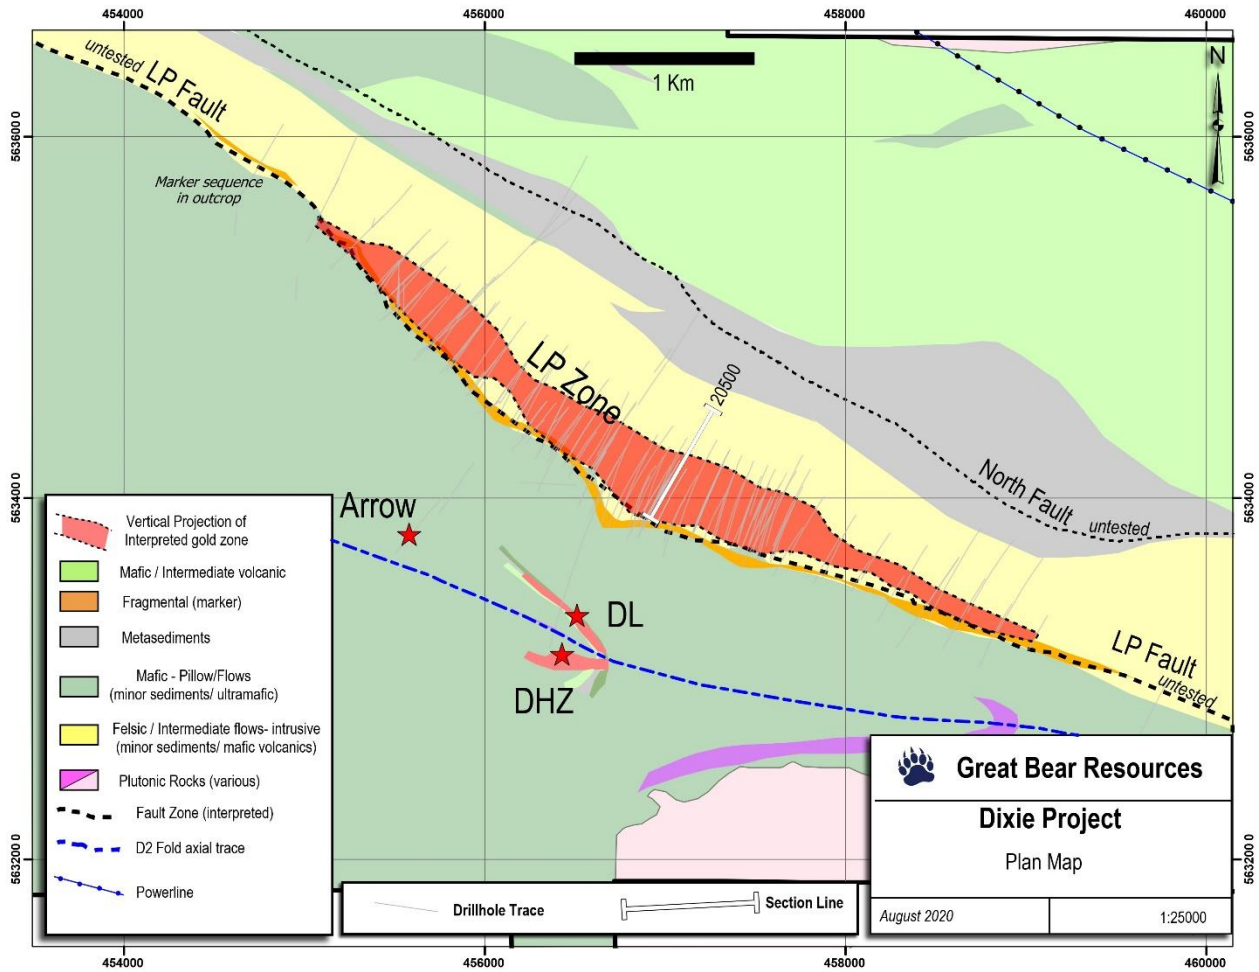 454000
456000
458000
460000
untested
LP Fault
1 Km
N
5636000
5636000
Marker sequence
in outcrop
LP Zone
20500
North Fault
untested
5634000
5634000
Arrow
DL
DHZ
LP Fault
untested
Vertical Projection of
Interpreted gold zone
Mafic / Intermediate volcanic
Fragmental (marker)
Metasediments
Mafic - Pillow/Flows
(minor sediments/ ultramafic)
Felsic / Intermediate flows- intrusive
(minor sediments/ mafic volcanics)
Plutonic Rocks (various)
Fault Zone (interpreted)
D2 Fold axial trace
Powerline
Great Bear Resources
Dixie Project
Plan Map
5632000
5632000
Drillhole Trace
Section Line
August 2020
1:25000
454000
456000
458000
460000